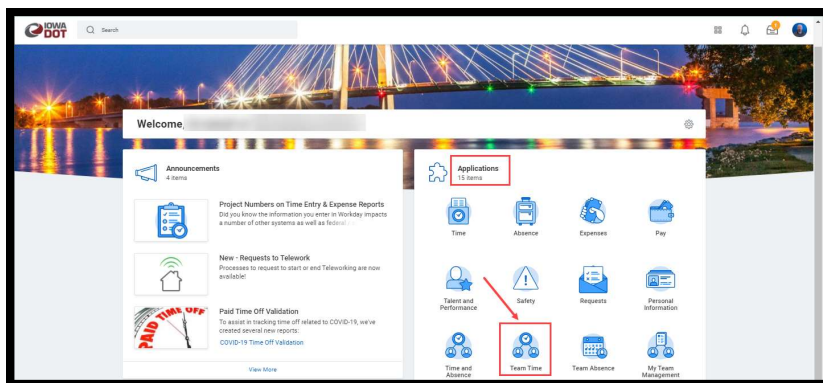 IOWA
DOT
Search
Welcome,
Announcements
4 items
Project Numbers on Time Entry & Expense Reports
Did you know the information you enter in Workday impacts
a number of other systems as well as federal
New - Requests to Telework
Processes to request to start or end Teleworking are now
available!
PAID TIME OFF
Paid Time Off Validation
To assist in tracking time off related to COVID-19, we've
created several new reports:
COVID-19 Time Off Validation
View More
Applications
15 items
Time
Absence
Expenses
Pay
Talent and
Performance
Safety
Requests
Personal
Information
Time and
Absence
Team Time
Team Absence
My Team
Management